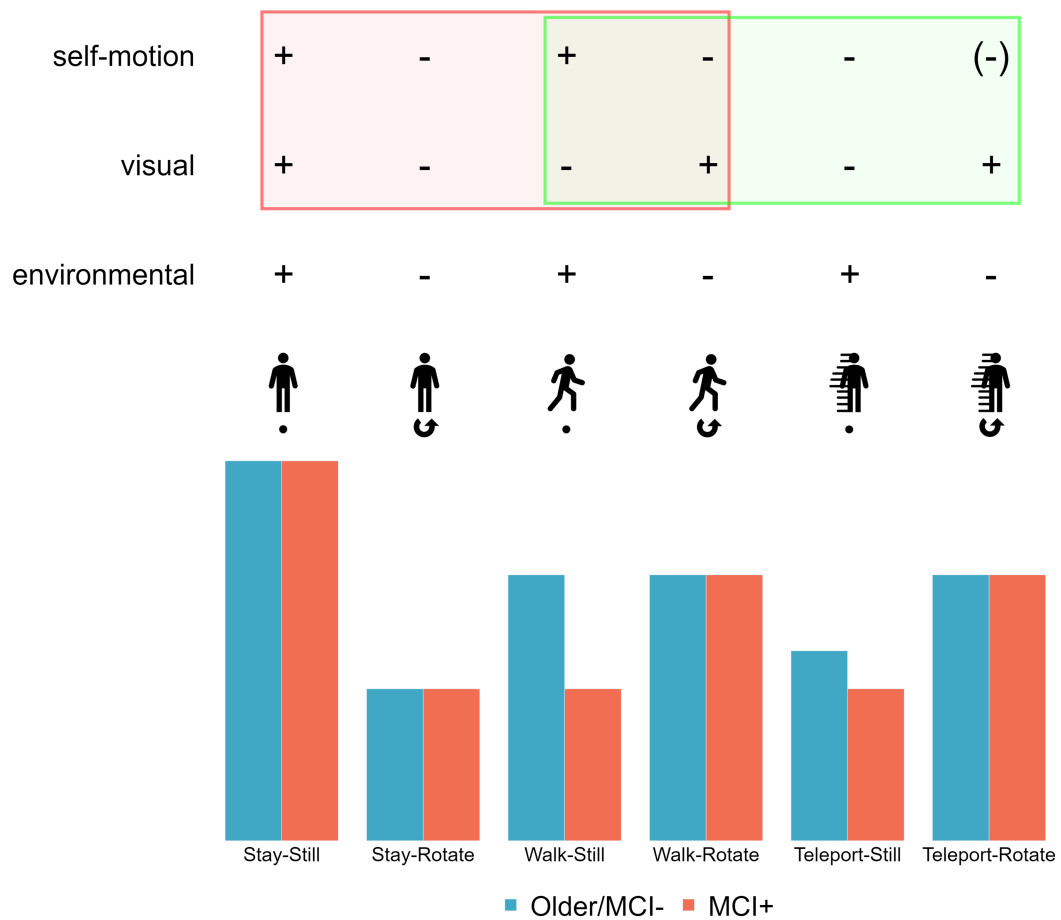 self-motion + - + - - (-)
visual + - - + - +
environmental + - + - + -
Stay-Still Stay-Rotate Walk-Still Walk-Rotate Teleport-Still Teleport-Rotate
Older/MCI- MCI+